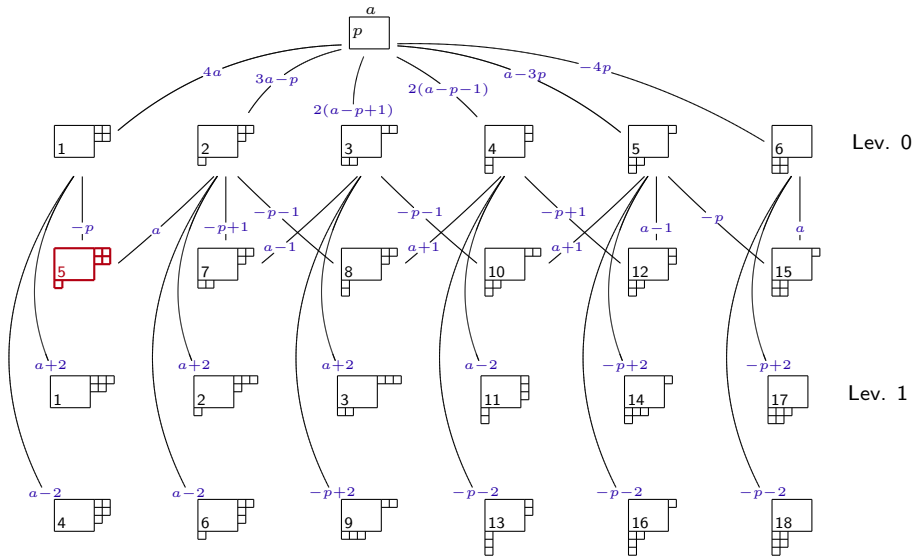 a
p
4a
3a−p
2(a−p+1)
2(a−p−1)
a−3p
−4p
1
2
3
4
5
6
Lev. 0
−p
a
−p+1
−p−1
a−1
−p−1
a+1
−p+1
a+1
a−1
−p
a
5
7
8
10
12
15
a+2
a+2
a+2
a−2
−p+2
−p+2
1
2
3
11
14
17
Lev. 1
a−2
a−2
−p+2
−p−2
−p−2
−p−2
4
6
9
13
16
18